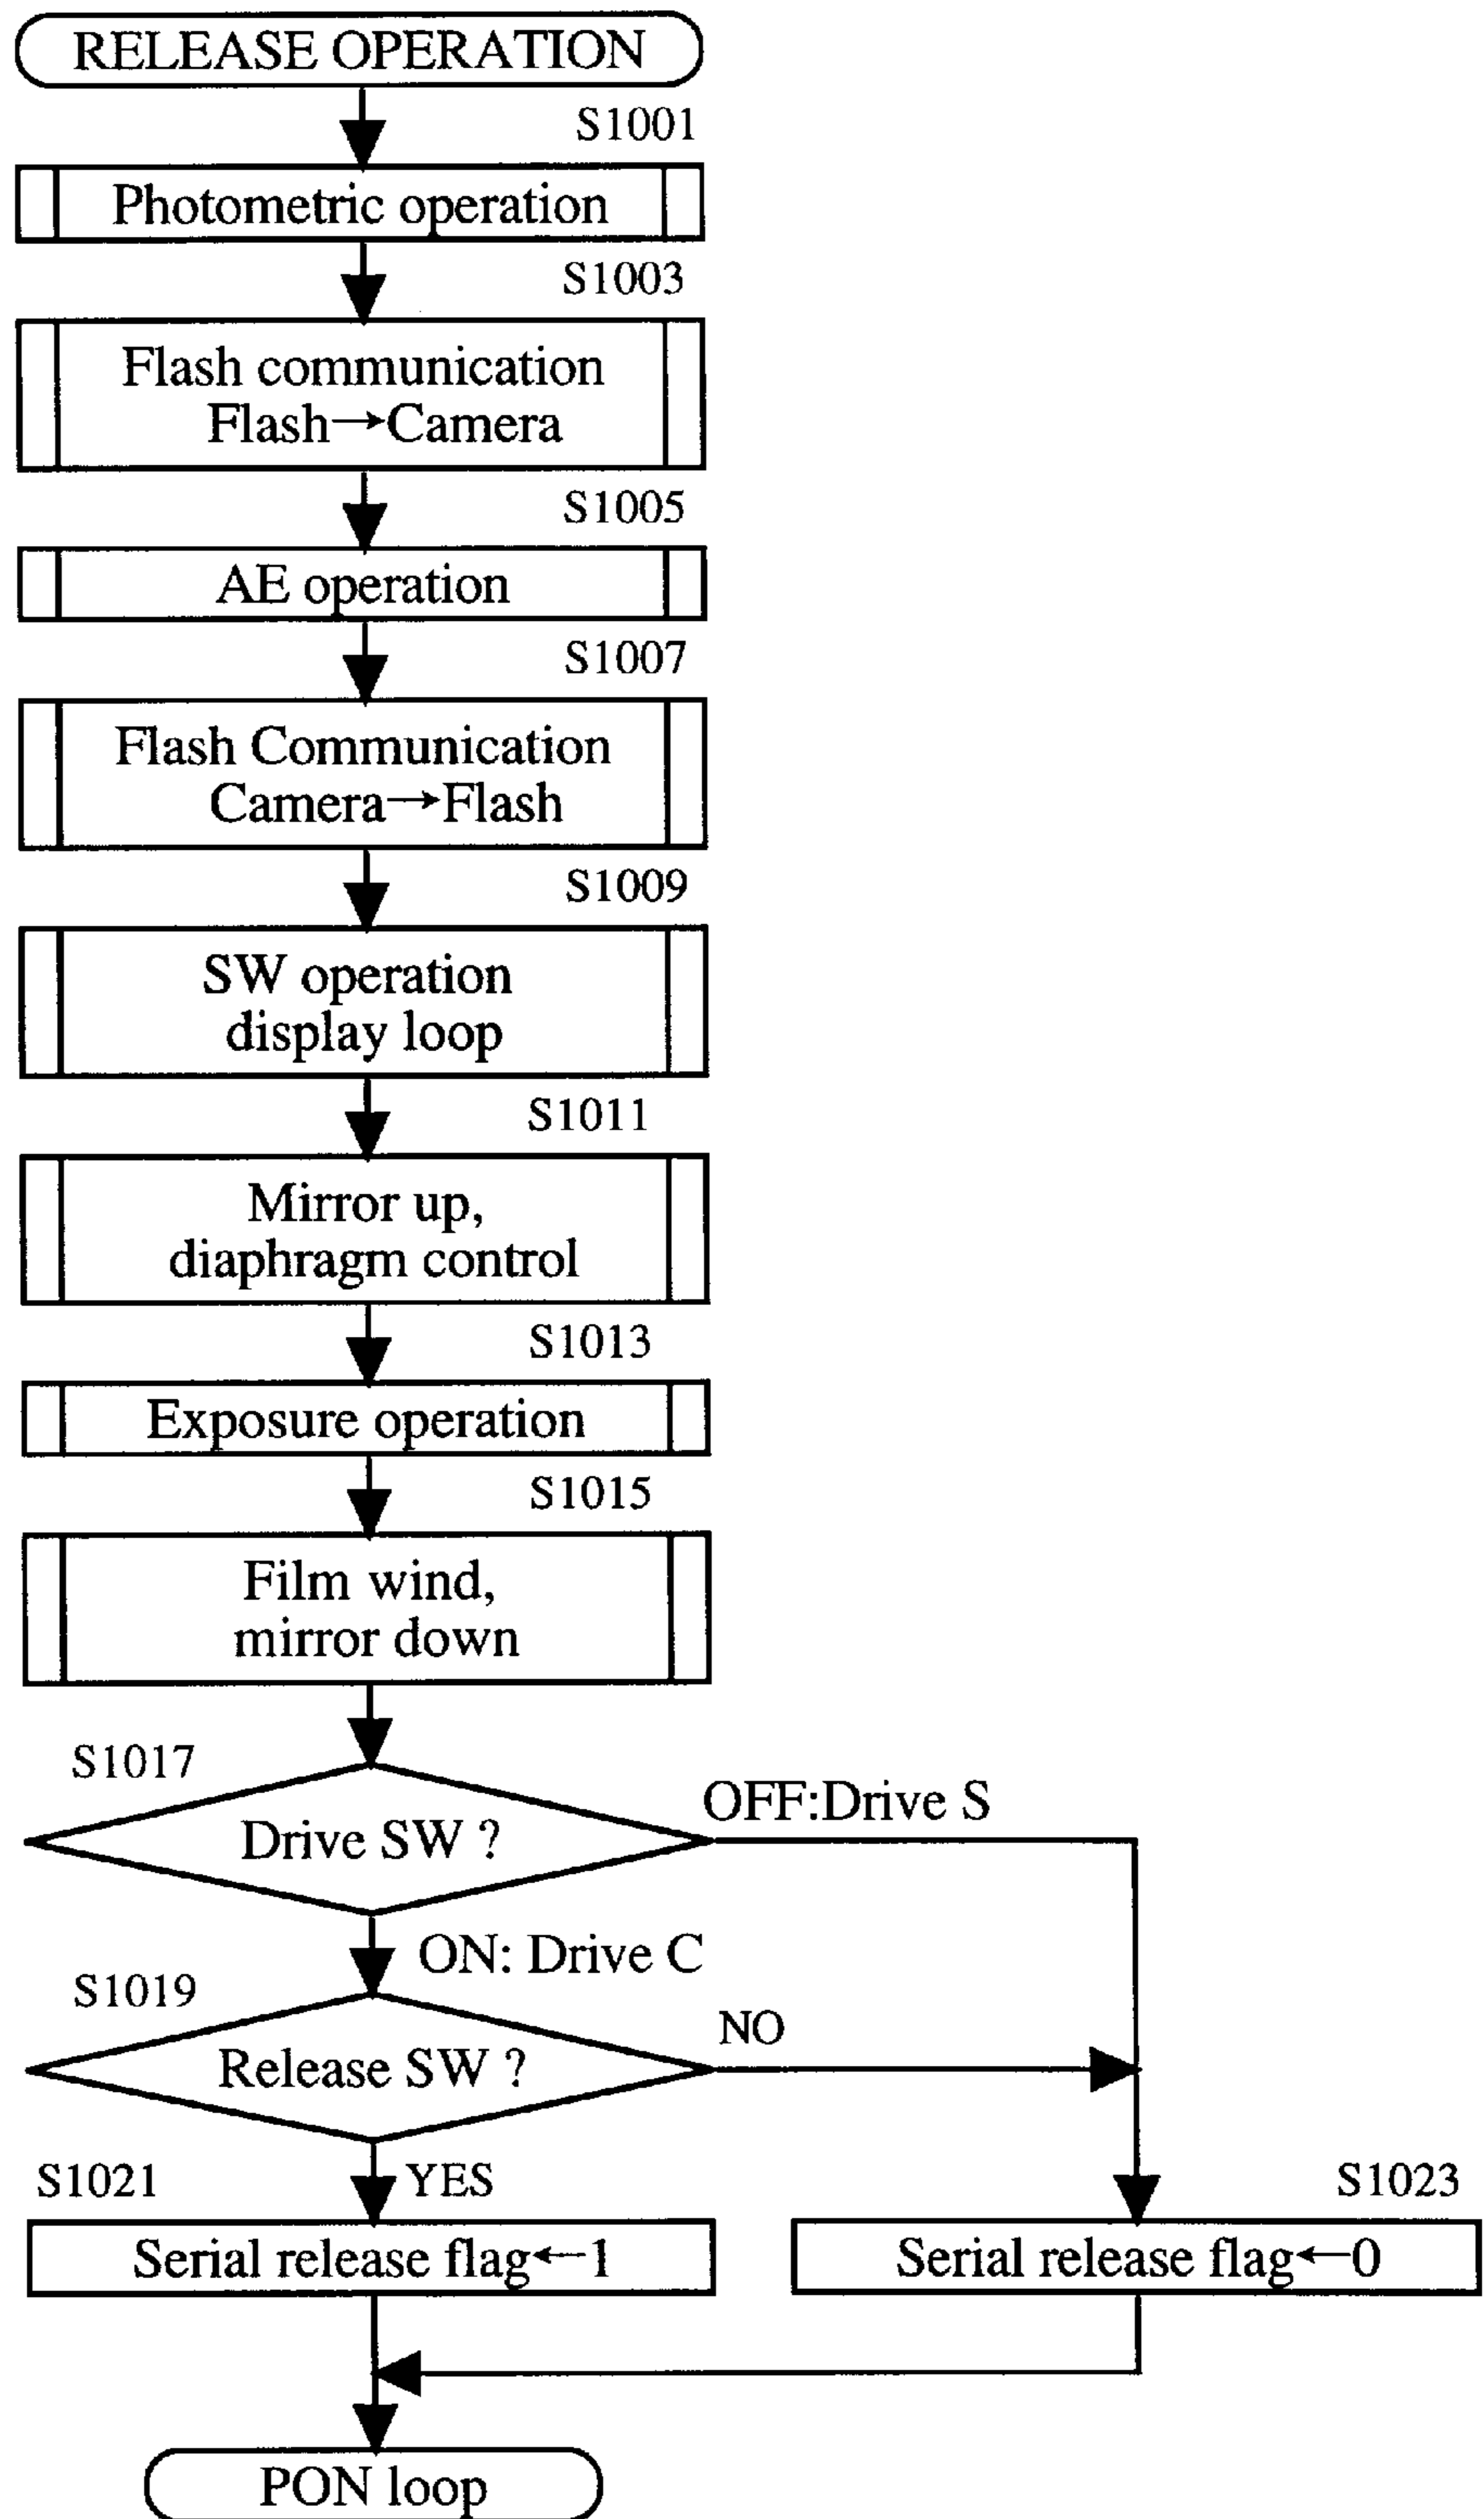 RELEASE OPERATION
S1001
Photometric operation
S1003
Flash communication
Flash→Camera
S1005
AE operation
S1007
Flash Communication
Camera→Flash
S1009
SW operation
display loop
S1011
Mirror up,
diaphragm control
S1013
Exposure operation
S1015
Film wind,
mirror down
S1017
Drive SW ?
OFF:Drive S
ON: Drive C
S1019
Release SW ?
NO
S1021
YES
S1023
Serial release flag←1
Serial release flag←0
PON loop